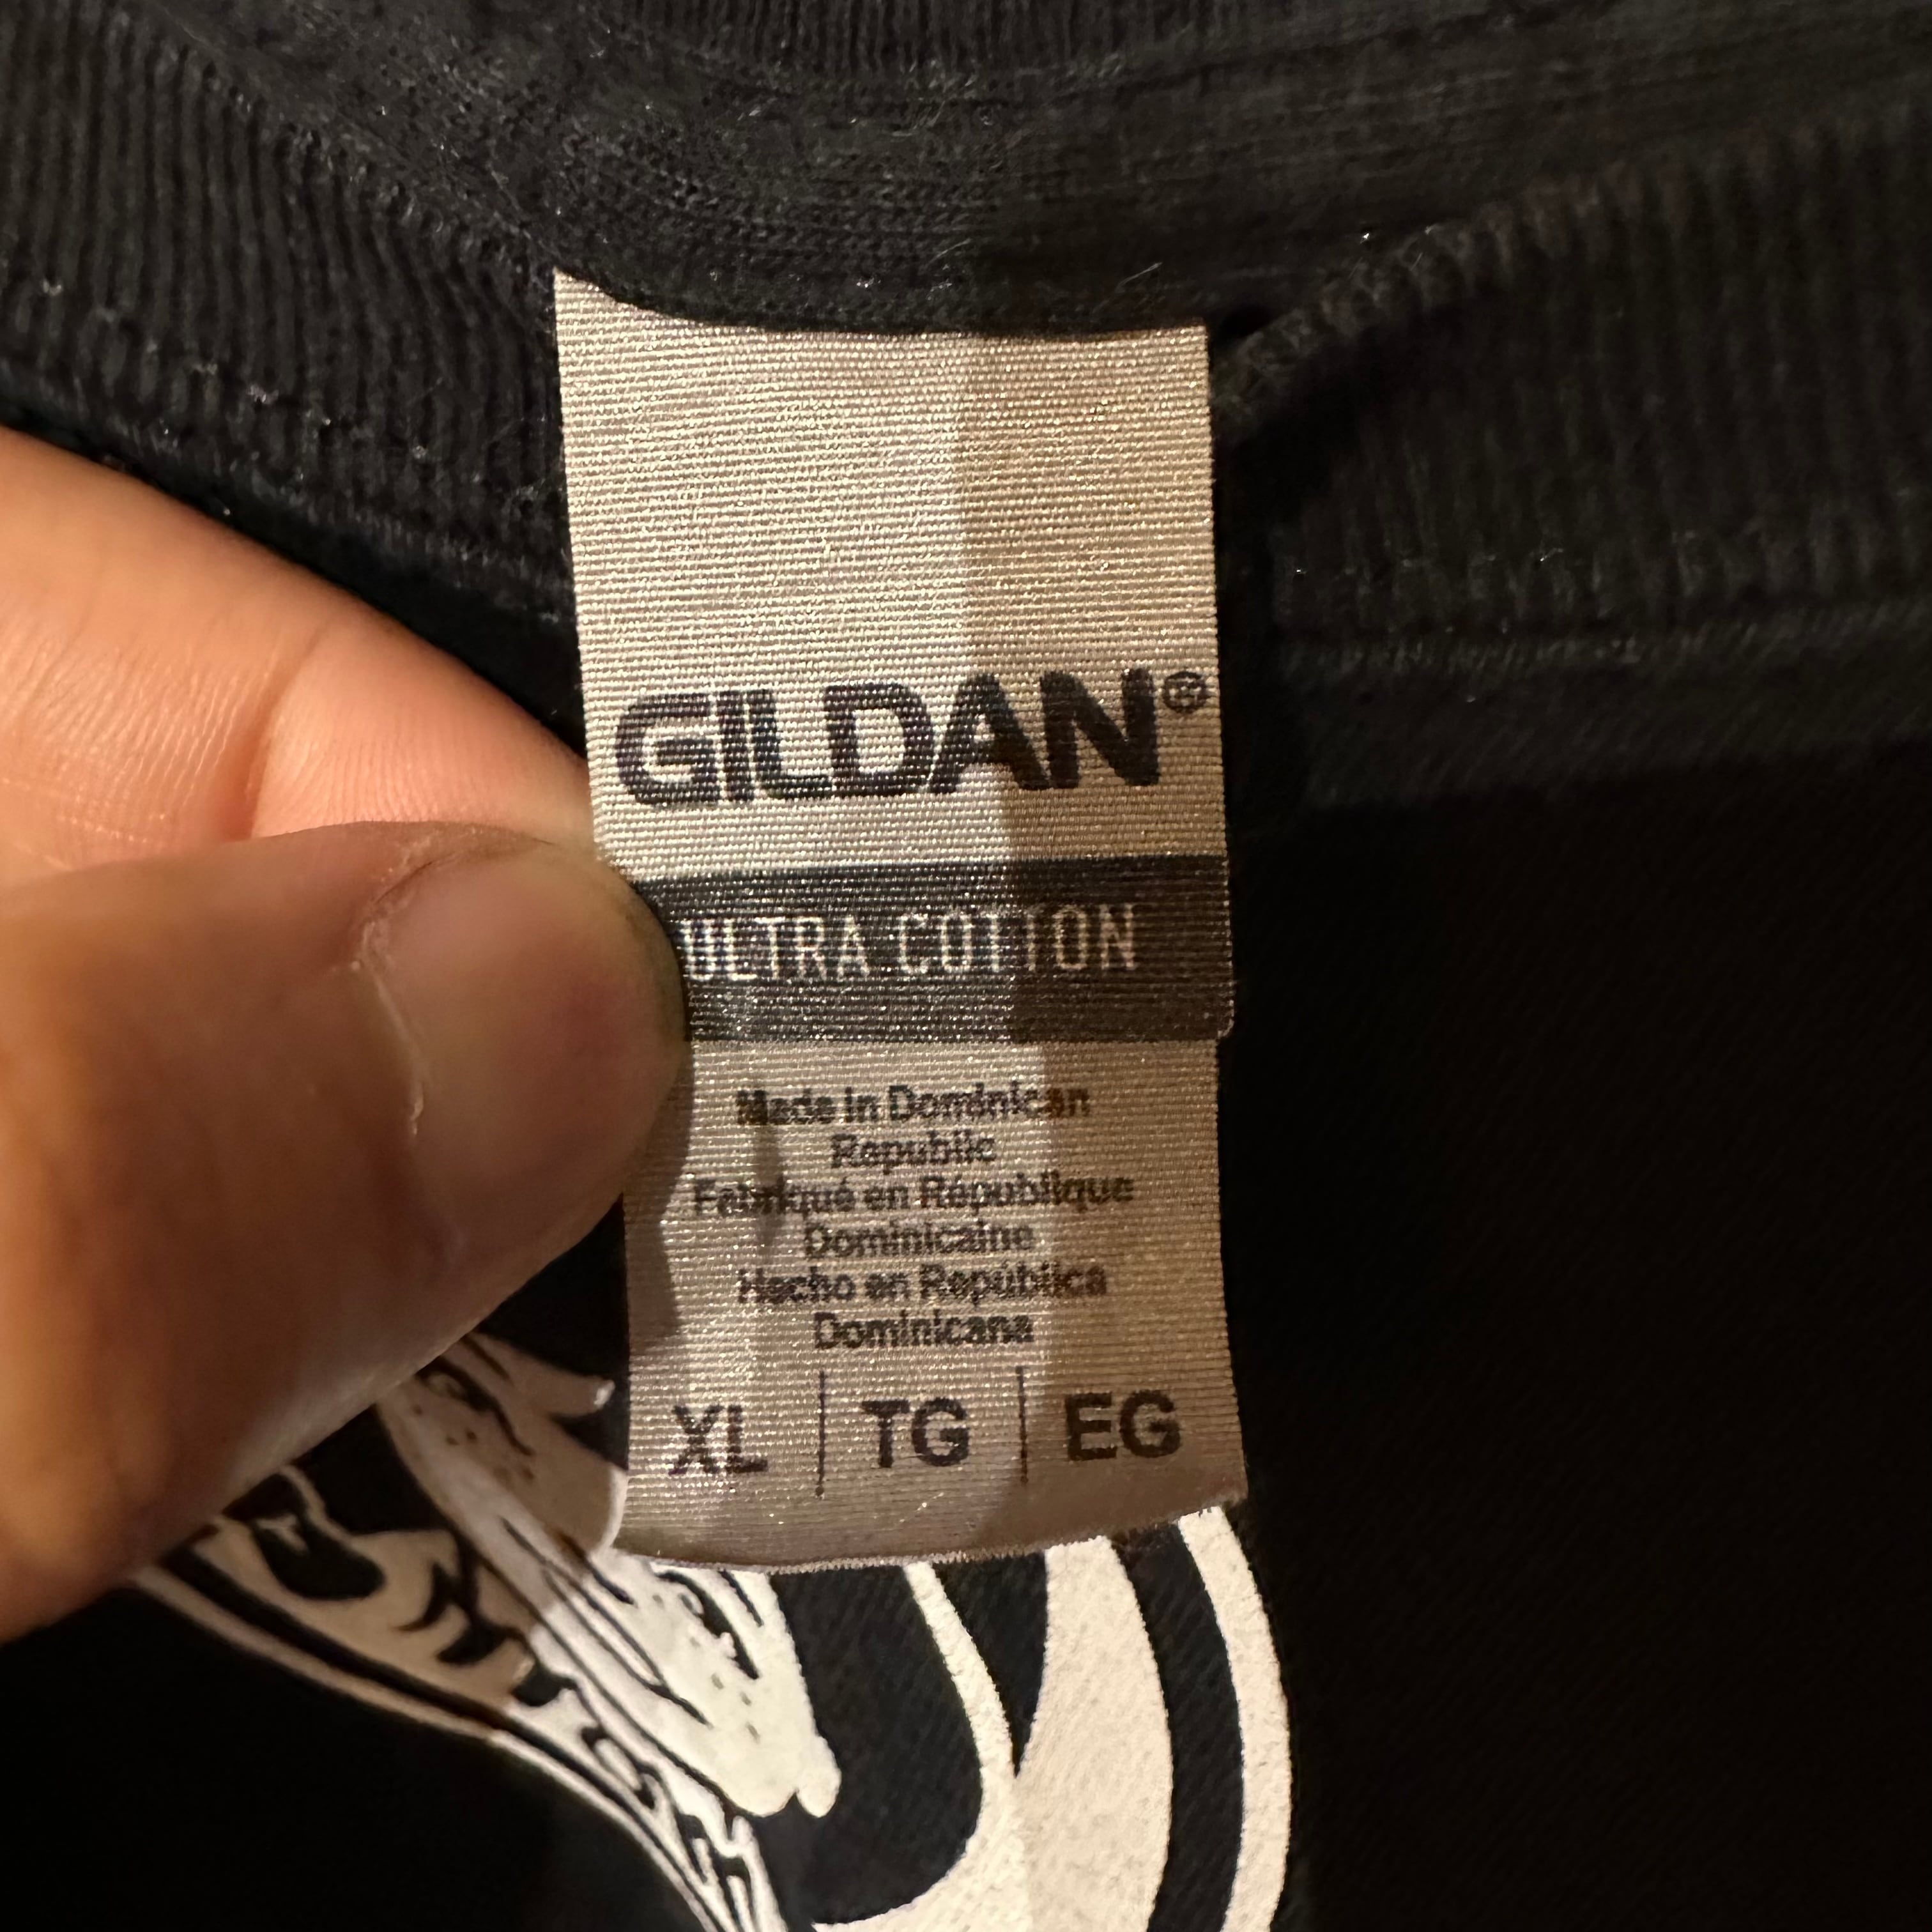 GILDAN®
ULTRA COTTON
Made in Dominican
Republic
Fabriqué en République
Dominicaine
Hecho en República
Dominicana
XL | TG | EG